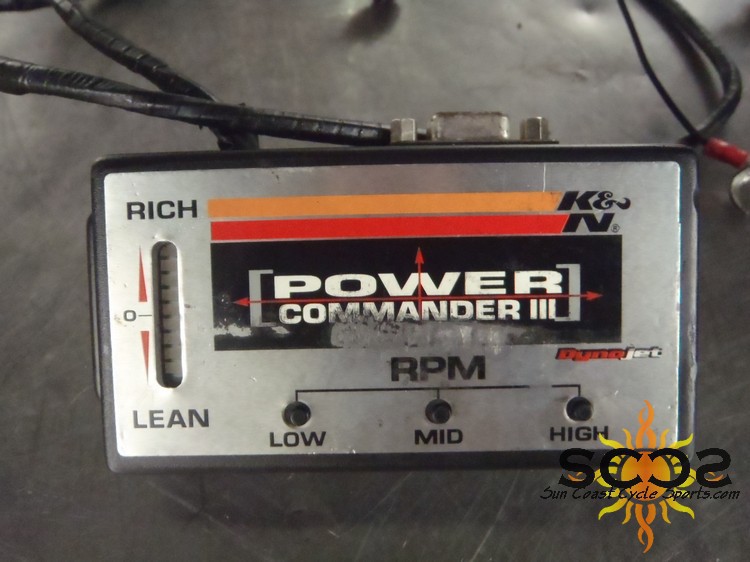 RICH
K&N®
POWER
COMMANDER III
0
Dynojet
RPM
LEAN
LOW MID HIGH
SCCS
Sun Coast Cycle Sports.com